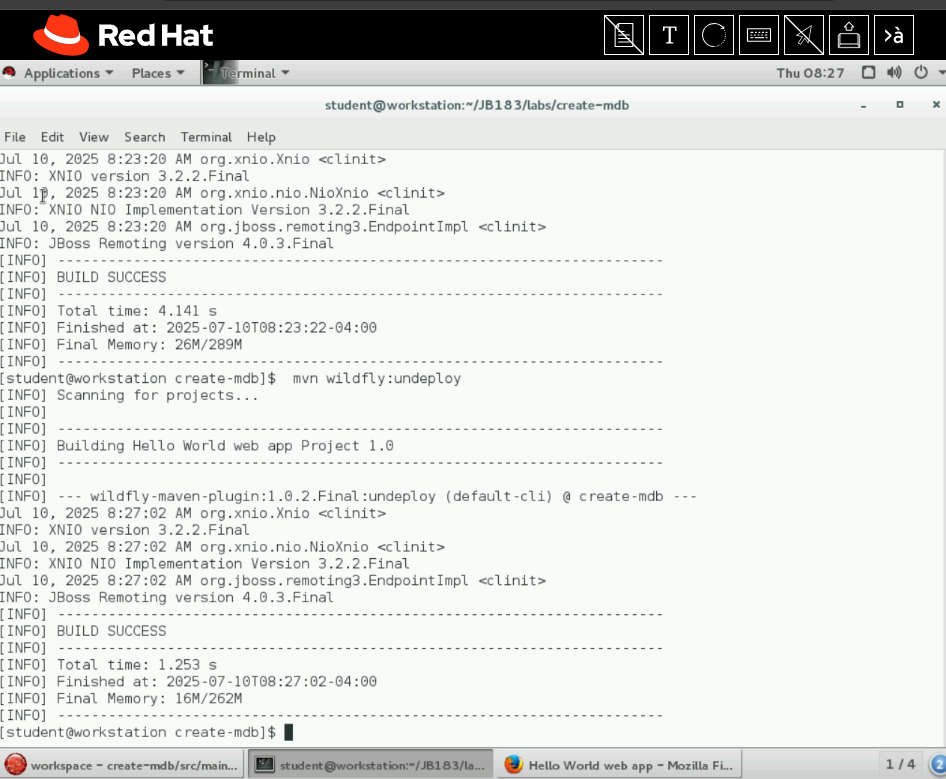 Red Hat
T
>à
Applications Places Terminal Thu 08:27
student@workstation:~/JB183/labs/create-mdb
File Edit View Search Terminal Help
Jul 10, 2025 8:23:20 AM org.xnio.Xnio <clinit>
INFO: XNIO version 3.2.2.Final
Jul 10, 2025 8:23:20 AM org.xnio.nio.NioXnio <clinit>
INFO: XNIO NIO Implementation Version 3.2.2.Final
Jul 10, 2025 8:23:20 AM org.jboss.remoting3.EndpointImpl <clinit>
INFO: JBoss Remoting version 4.0.3.Final
[INFO] ------------------------------------------------------------------------
[INFO] BUILD SUCCESS
[INFO] ------------------------------------------------------------------------
[INFO] Total time: 4.141 s
[INFO] Finished at: 2025-07-10T08:23:22-04:00
[INFO] Final Memory: 26M/289M
[INFO] ------------------------------------------------------------------------
[student@workstation create-mdb]$  mvn wildfly:undeploy
[INFO] Scanning for projects...
[INFO]
[INFO] ------------------------------------------------------------------------
[INFO] Building Hello World web app Project 1.0
[INFO] ------------------------------------------------------------------------
[INFO]
[INFO] --- wildfly-maven-plugin:1.0.2.Final:undeploy (default-cli) @ create-mdb ---
Jul 10, 2025 8:27:02 AM org.xnio.Xnio <clinit>
INFO: XNIO version 3.2.2.Final
Jul 10, 2025 8:27:02 AM org.xnio.nio.NioXnio <clinit>
INFO: XNIO NIO Implementation Version 3.2.2.Final
Jul 10, 2025 8:27:02 AM org.jboss.remoting3.EndpointImpl <clinit>
INFO: JBoss Remoting version 4.0.3.Final
[INFO] ------------------------------------------------------------------------
[INFO] BUILD SUCCESS
[INFO] ------------------------------------------------------------------------
[INFO] Total time: 1.253 s
[INFO] Finished at: 2025-07-10T08:27:02-04:00
[INFO] Final Memory: 16M/262M
[INFO] ------------------------------------------------------------------------
[student@workstation create-mdb]$
workspace - create-mdb/src/main... student@workstation:~/JB183/la... Hello World web app - Mozilla Fi... 1 / 4 2